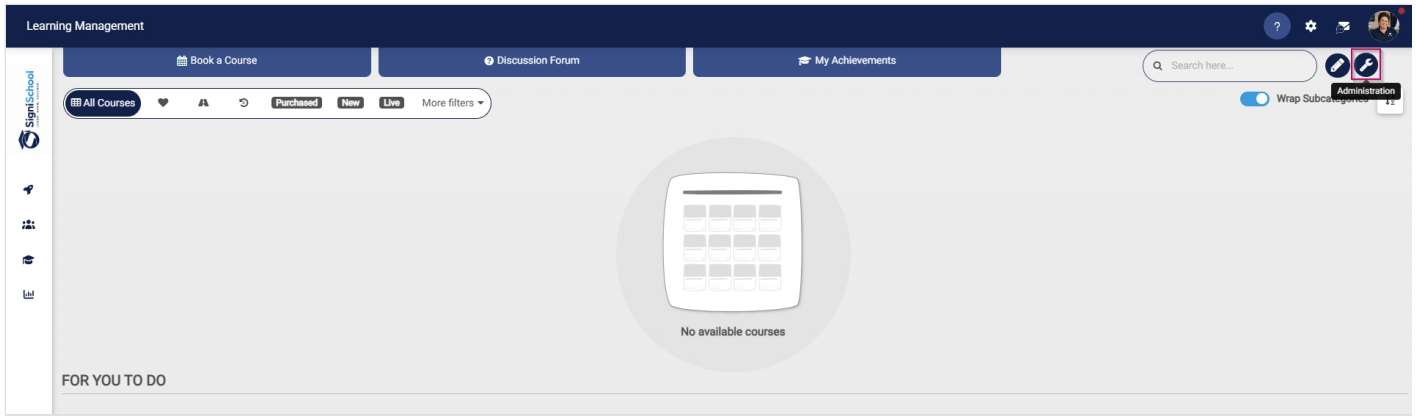 Learning Management
?
Book a Course
Discussion Forum
My Achievements
Search here...
Administration
SigniSchool
All Courses
Purchased
New
Live
More filters
Wrap Subcategories
No available courses
FOR YOU TO DO